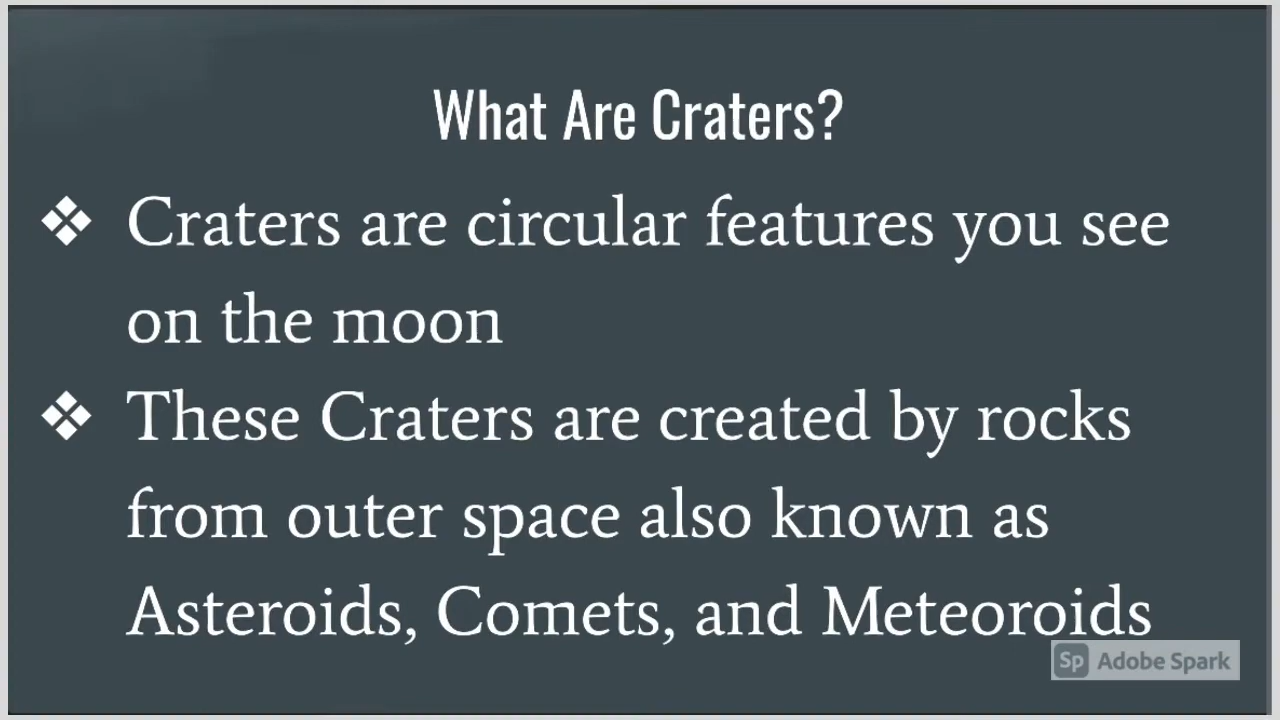 What Are Craters?
❖ Craters are circular features you see
on the moon
❖ These Craters are created by rocks
from outer space also known as
Asteroids, Comets, and Meteoroids
Sp Adobe Spark